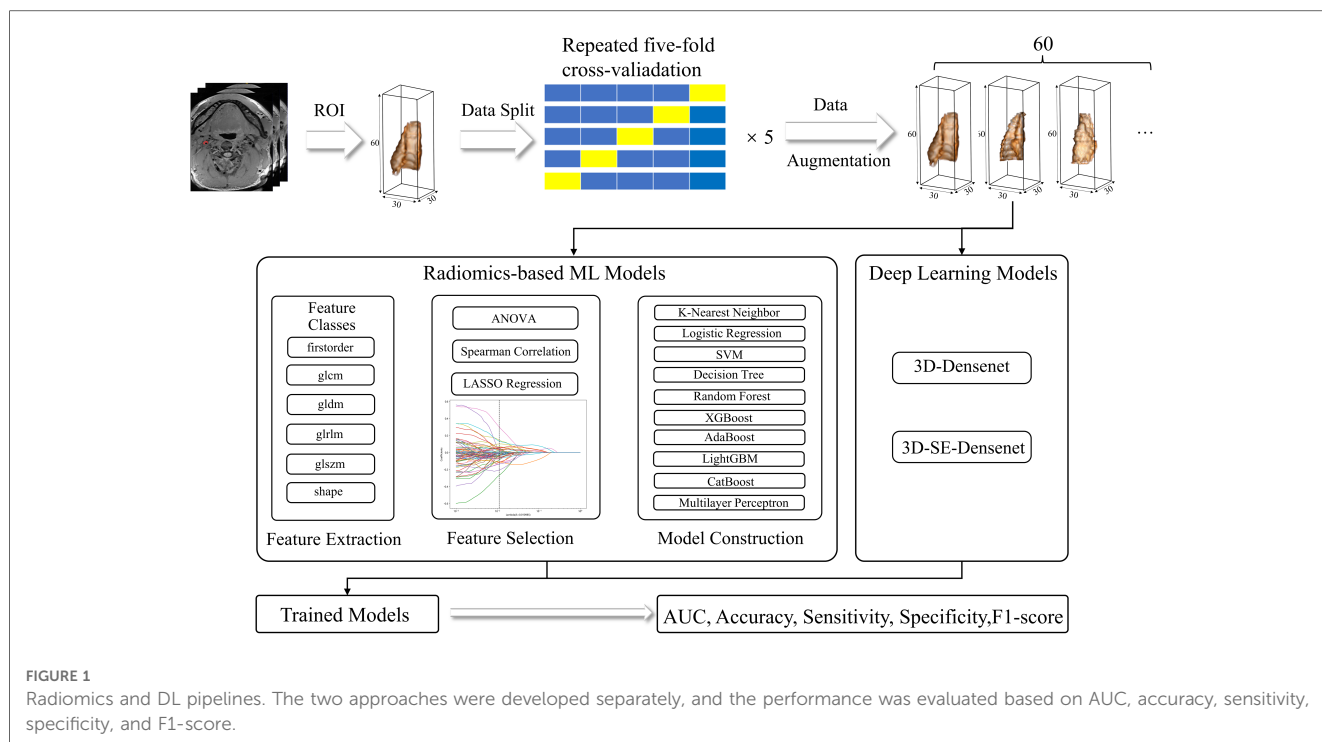 Repeated five-fold
cross-valiadation
60
ROI
Data Split
× 5
Data
Augmentation
60
30
30
60
30
30
60
30
30
60
30
30
...
Radiomics-based ML Models
Deep Learning Models
Feature
Classes
firstorder
glcm
gldm
glrlm
glszm
shape
Feature Extraction
ANOVA
Spearman Correlation
LASSO Regression
Feature Selection
K-Nearest Neighbor
Logistic Regression
SVM
Decision Tree
Random Forest
XGBoost
AdaBoost
LightGBM
CatBoost
Multilayer Perceptron
Model Construction
3D-Densenet
3D-SE-Densenet
Trained Models
AUC, Accuracy, Sensitivity, Specificity,F1-score
FIGURE 1
Radiomics and DL pipelines. The two approaches were developed separately, and the performance was evaluated based on AUC, accuracy, sensitivity,
specificity, and F1-score.